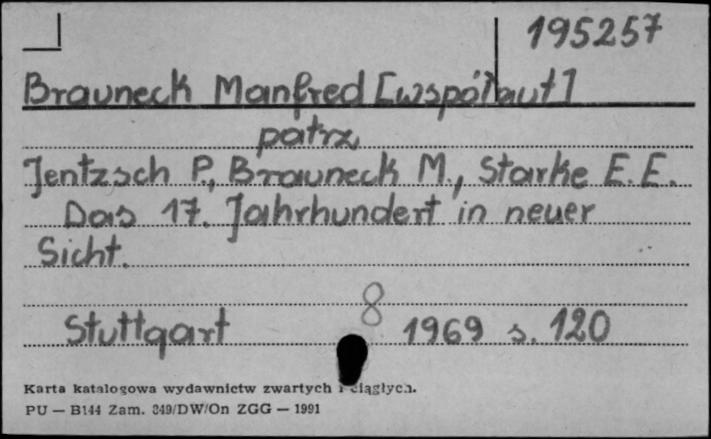 195257
Brauneck Manfred [współaut]
patrz
Jentzsch P., Brauneck M., Starke E.E.
Das 17. Jahrhundert in neuer
Sicht.
8
Stuttgart 1969 s. 120
Karta katalogowa wydawnictw zwartych i ciągłych.
PU — B144 Zam. 349/DW/On ZGG — 1991